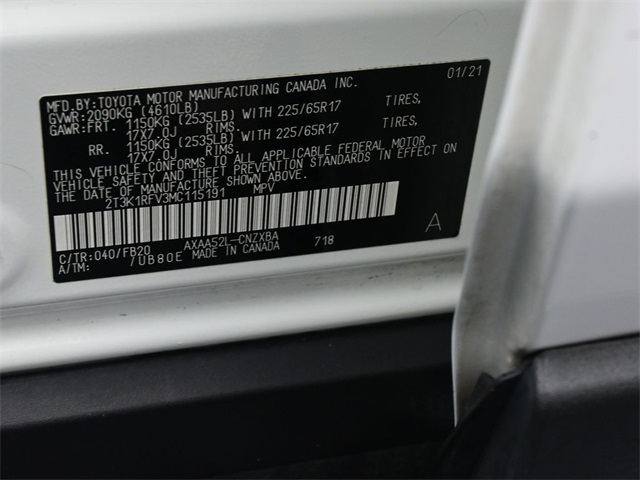 MFD.BY:TOYOTA MOTOR MANUFACTURING CANADA INC. 01/21
GVWR:2090KG (4610LB)
GAWR:FRT. 1150KG (2535LB) WITH 225/65R17 TIRES,
17X7.0J RIMS.
RR. 1150KG (2535LB) WITH 225/65R17 TIRES,
17X7.0J RIMS.
THIS VEHICLE CONFORMS TO ALL APPLICABLE FEDERAL MOTOR
VEHICLE SAFETY AND THEFT PREVENTION STANDARDS IN EFFECT ON
THE DATE OF MANUFACTURE SHOWN ABOVE.
2T3K1RFV3MC115191 MPV
A
C/TR:040/FB20 AXAA52L-CNZXBA 718
A/TM: /UB80E MADE IN CANADA